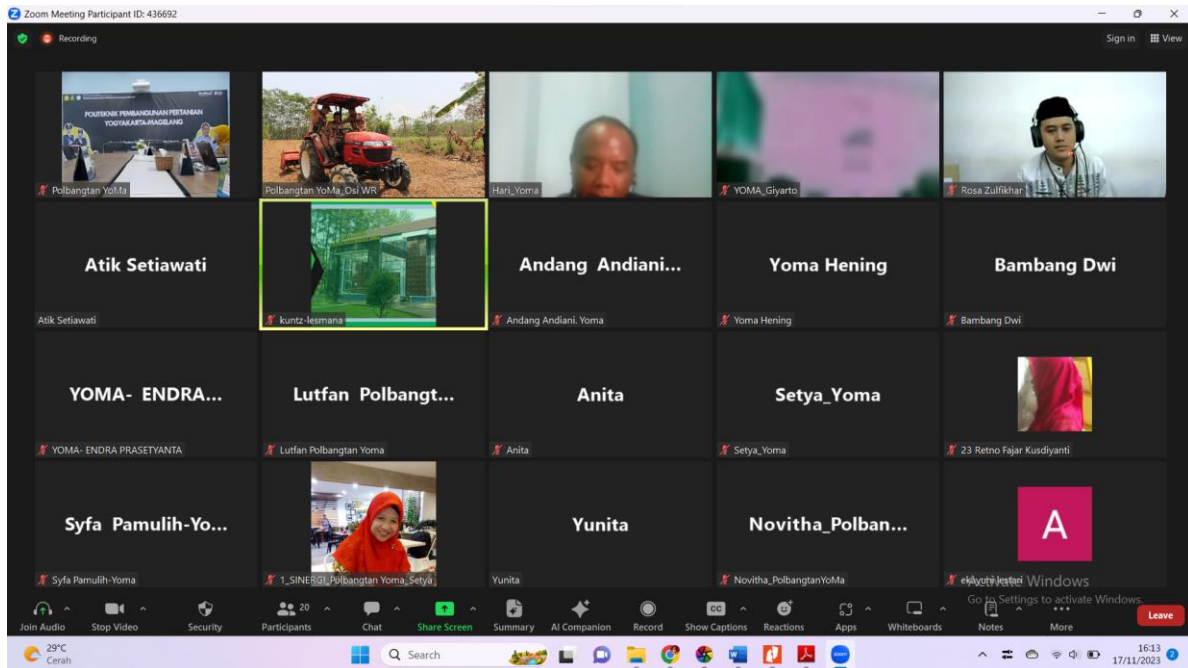 Zoom Meeting Participant ID: 436692
Recording
Sign in View
POLITEKNIK PEMBANGUNAN PERTANIAN
YOGYAKARTA-MAGELANG
Polbangtan YoMa
Polbangtan YoMa_Osi WR
Hari_Yoma
YOMA_Giyarto
Rosa Zulfikhar
Atik Setiawati
Andang Andiani...
Yoma Hening
Bambang Dwi
Atik Setiawati
kuntz-lesmana
Andang Andiani. Yoma
Yoma Hening
Bambang Dwi
YOMA- ENDRA...
Lutfan Polbangt...
Anita
Setya_Yoma
YOMA- ENDRA PRASETYANTA
Lutfan Polbangtan Yoma
Anita
Setya_Yoma
23 Retno Fajar Kusdiyanti
Syfa Pamulih-Yo...
Yunita
Novitha_Polban...
A
Syfa Pamulih-Yoma
1_SINERGI_Polbangtan Yoma_Setya
Yunita
Novitha_PolbangtanYoMa
Activate Windows
Go to Settings to activate Windows.
20
CC
Join Audio Stop Video Security Participants Chat Share Screen Summary AI Companion Record Show Captions Reactions Apps Whiteboards Notes More Leave
29°C
Cerah
Search
zoom
16:13
17/11/2023
2